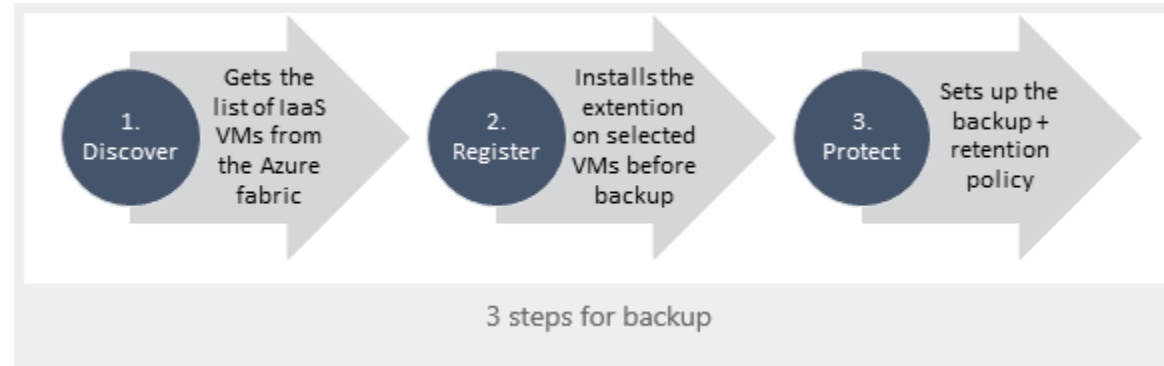 1.
Discover
Gets the
list of IaaS
VMs from
the Azure
fabric
2.
Register
Installs the
extention
on selected
VMs before
backup
3.
Protect
Sets up the
backup +
retention
policy
3 steps for backup